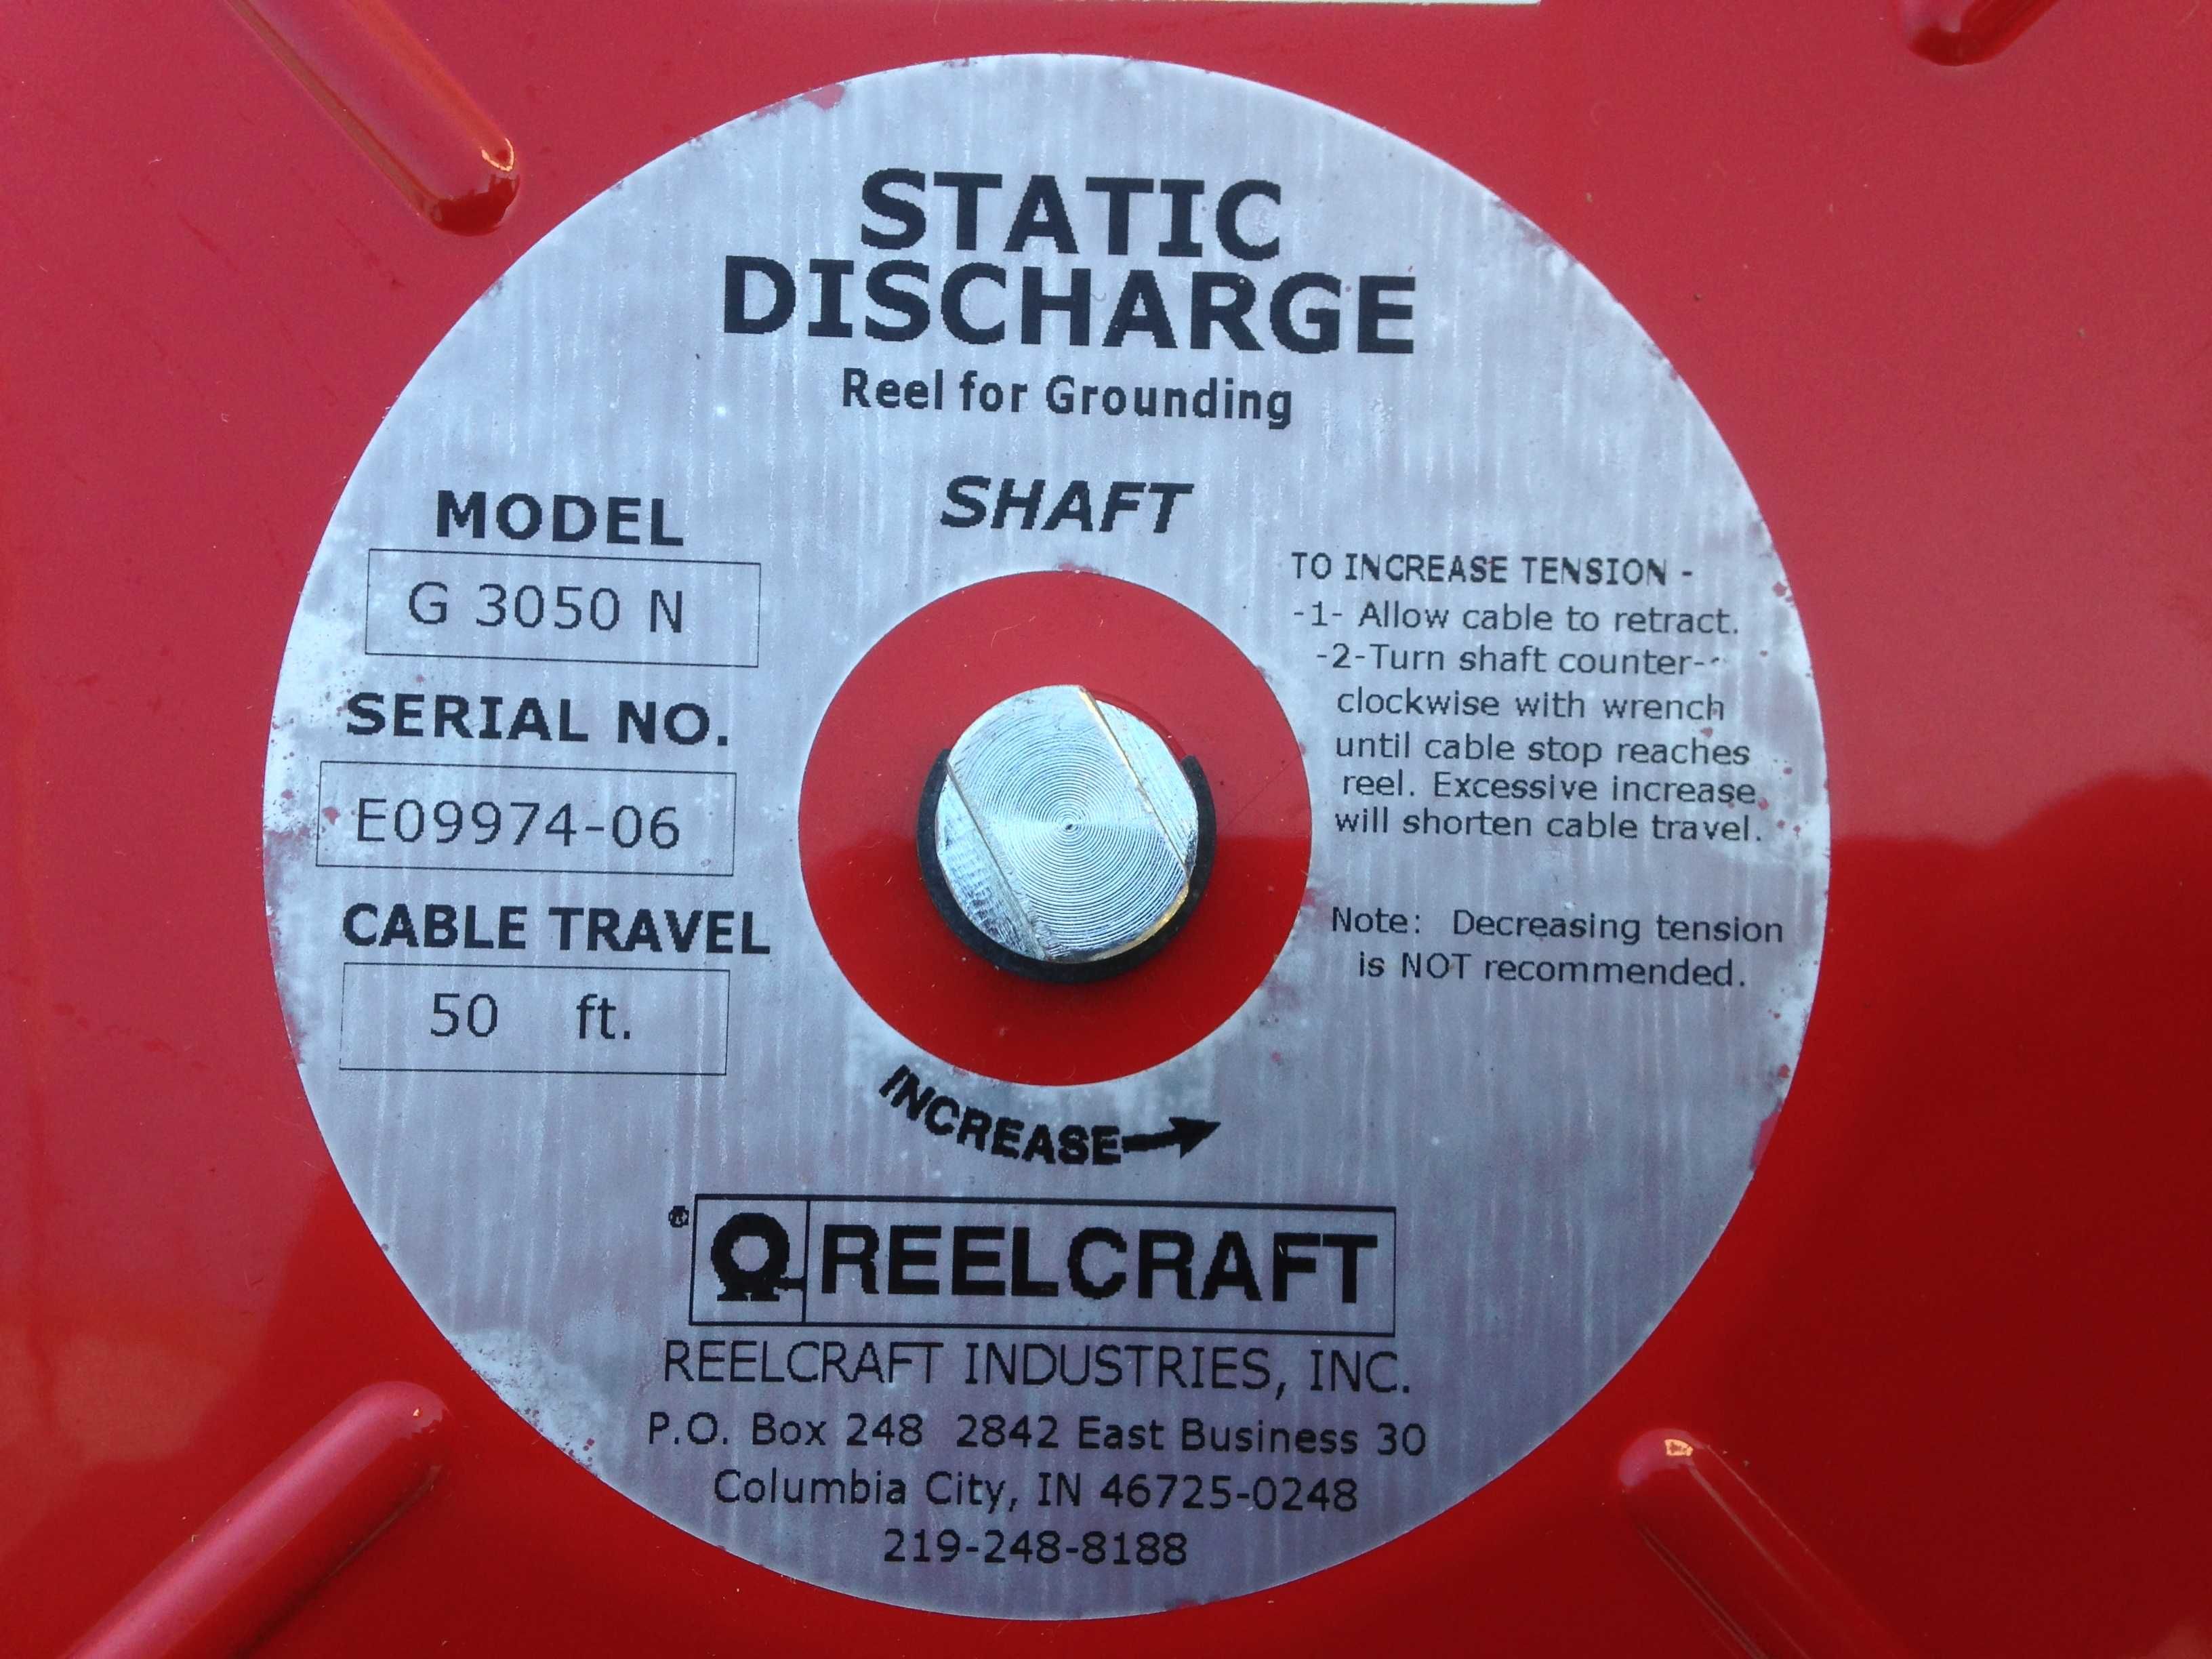 STATIC
DISCHARGE
Reel for Grounding
SHAFT
MODEL
G 3050 N
SERIAL NO.
E09974-06
CABLE TRAVEL
50 ft.
TO INCREASE TENSION -
-1- Allow cable to retract.
-2-Turn shaft counter-
clockwise with wrench
until cable stop reaches
reel. Excessive increase
will shorten cable travel.
Note: Decreasing tension
is NOT recommended.
INCREASE
® REELCRAFT
REELCRAFT INDUSTRIES, INC.
P.O. Box 248 2842 East Business 30
Columbia City, IN 46725-0248
219-248-8188